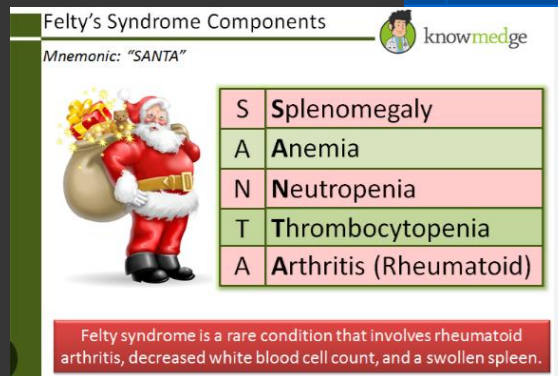 Felty's Syndrome Components
knowmedge
Mnemonic: "SANTA"
S Splenomegaly
A Anemia
N Neutropenia
T Thrombocytopenia
A Arthritis (Rheumatoid)
Felty syndrome is a rare condition that involves rheumatoid
arthritis, decreased white blood cell count, and a swollen spleen.